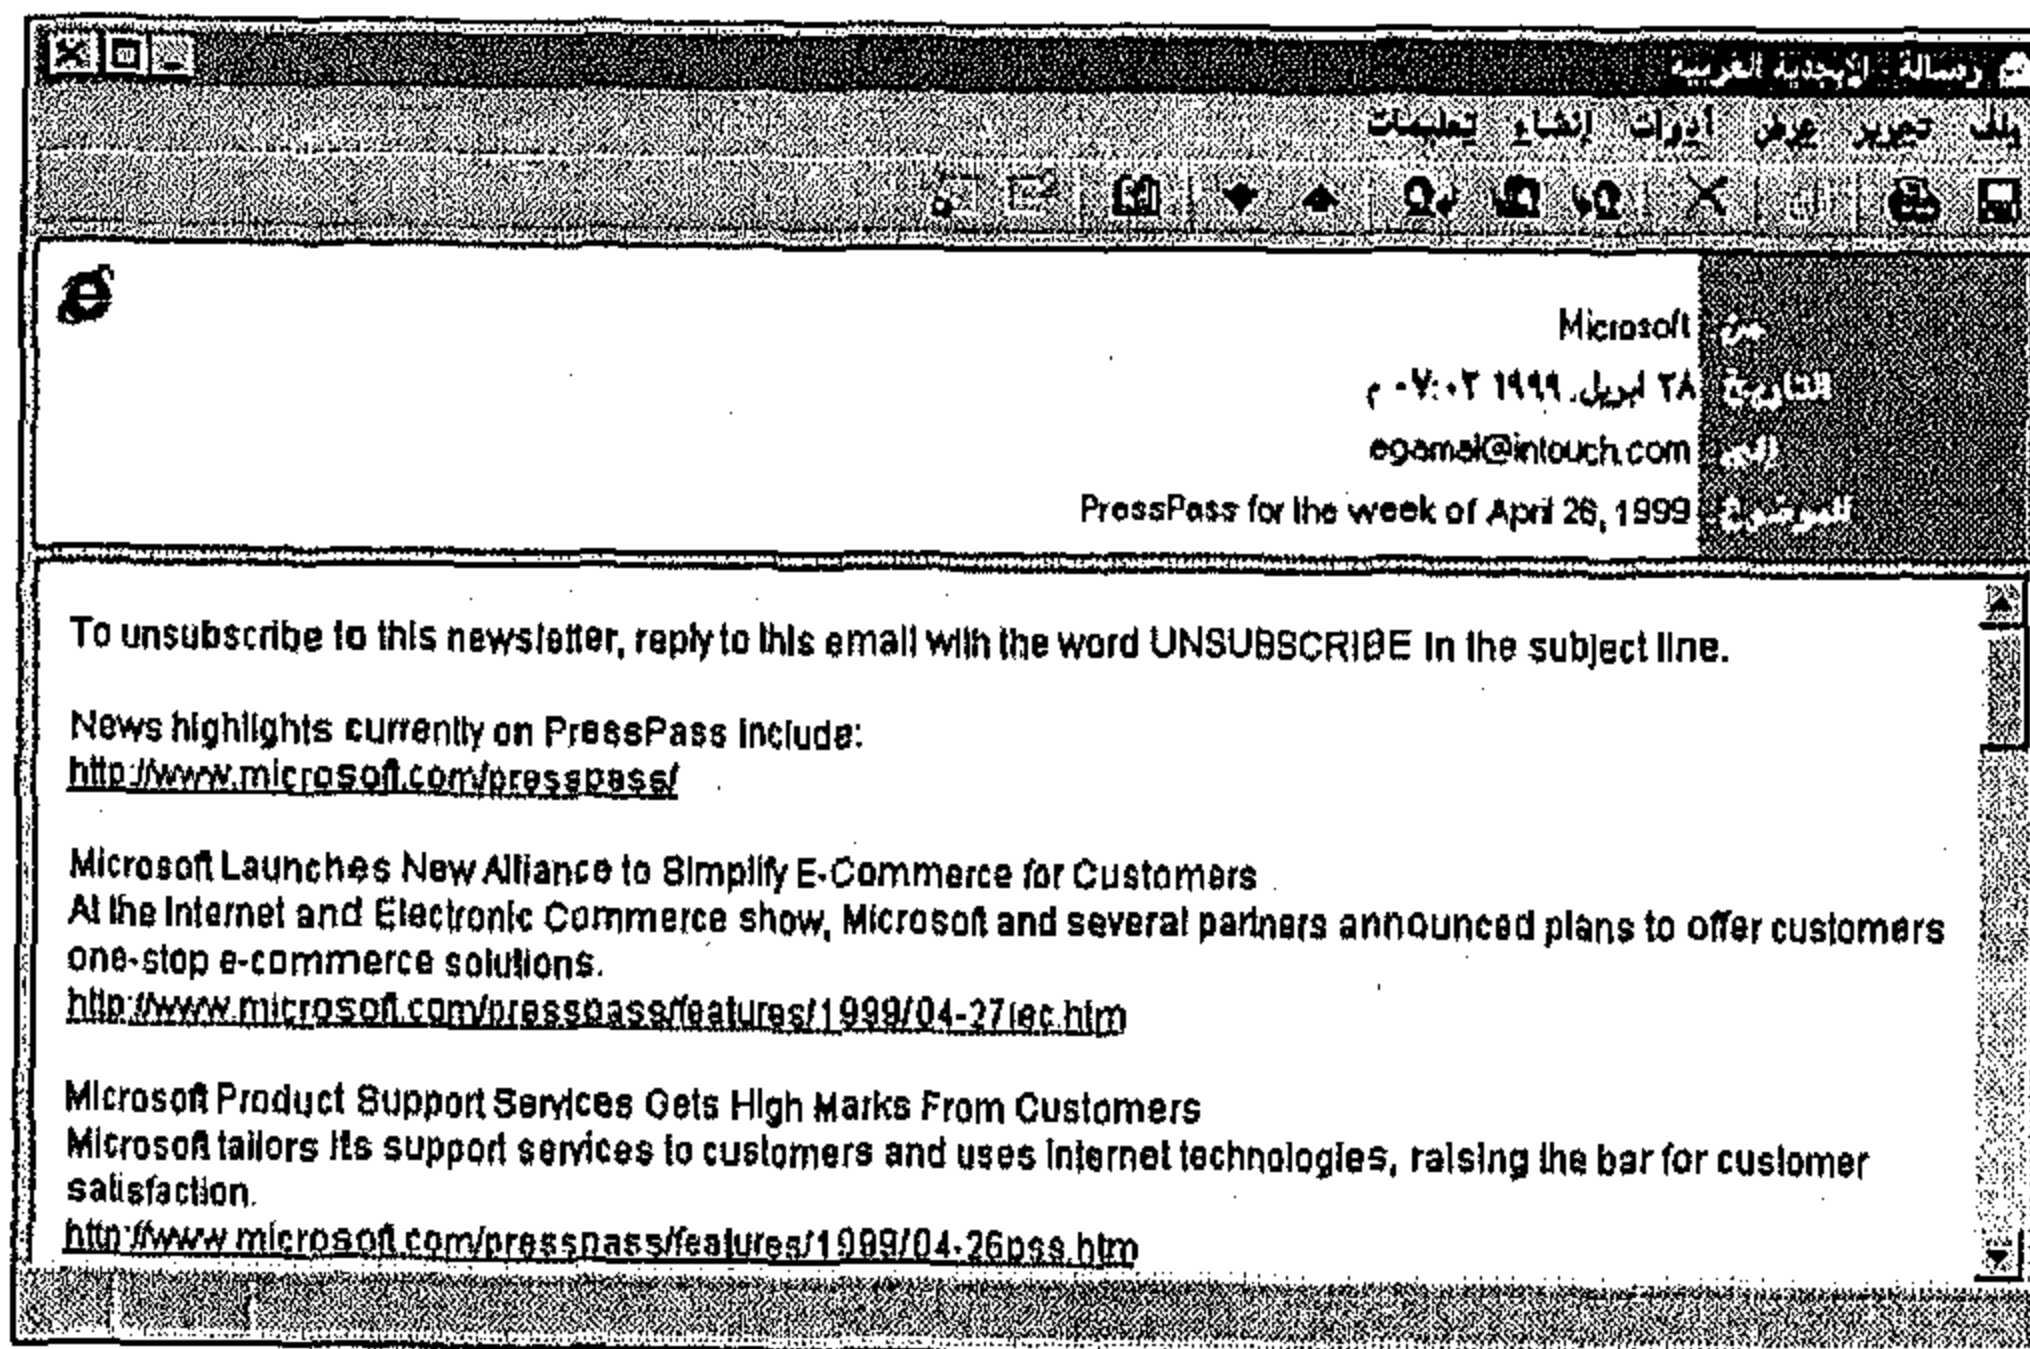 رسالة - الأبجدية العربية
ملف تحرير عرض أدوات إنشاء تعليمات
من Microsoft
التاريخ ٢٨ ابريل, ١٩٩٩ ٠٧:٠٢ م
إلى egamal@intouch.com
الموضوع PressPass for the week of April 26, 1999
To unsubscribe to this newsletter, reply to this email with the word UNSUBSCRIBE in the subject line.
News highlights currently on PressPass include:
http://www.microsoft.com/presspass/
Microsoft Launches New Alliance to Simplify E-Commerce for Customers
At the Internet and Electronic Commerce show, Microsoft and several partners announced plans to offer customers
one-stop e-commerce solutions.
http://www.microsoft.com/presspass/features/1999/04-27iec.htm
Microsoft Product Support Services Gets High Marks From Customers
Microsoft tailors its support services to customers and uses Internet technologies, raising the bar for customer
satisfaction.
http://www.microsoft.com/presspass/features/1999/04-26pss.htm